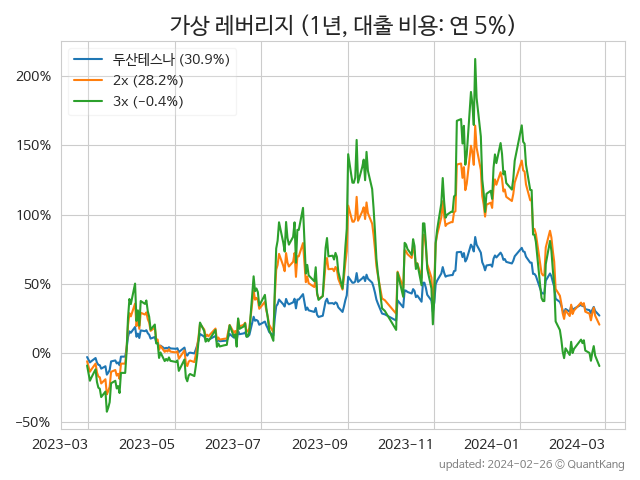 가상 레버리지 (1년, 대출 비용: 연 5%)
두산테스나 (30.9%)
2x (28.2%)
3x (−0.4%)
200%
150%
100%
50%
0%
−50%
2023−03 2023−05 2023−07 2023−09 2023−11 2024−01 2024−03
updated: 2024−02−26 ⓒ QuantKang